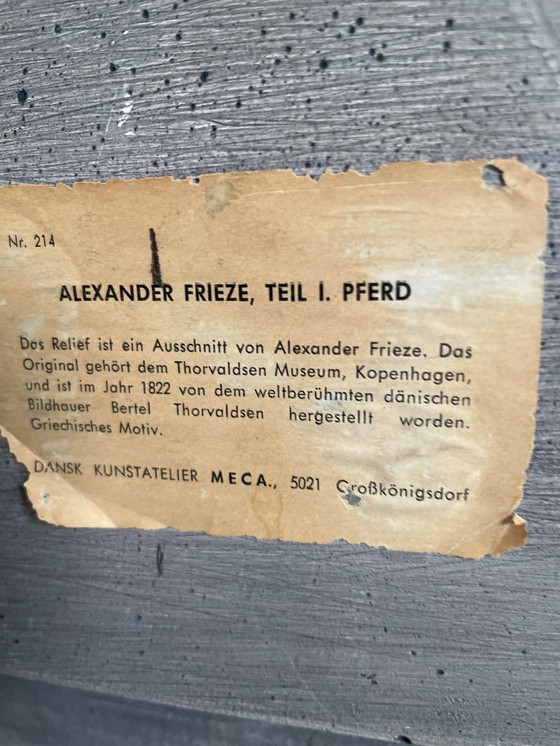 Nr. 214
ALEXANDER FRIEZE, TEIL I. PFERD
Das Relief ist ein Ausschnitt von Alexander Frieze. Das
Original gehört dem Thorvaldsen Museum, Kopenhagen,
und ist im Jahr 1822 von dem weltberühmten dänischen
Bildhauer Bertel Thorvaldsen hergestellt worden.
Griechisches Motiv.
DANSK KUNSTATELIER MECA., 5021 Großkönigsdorf